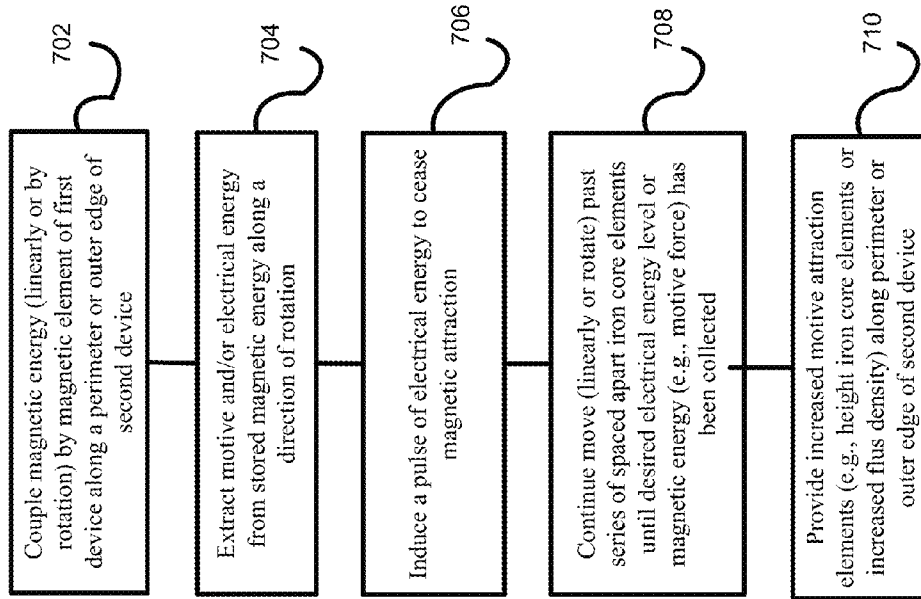 702
Couple magnetic energy (linearly or by
rotation) by magnetic element of first
device along a perimeter or outer edge of
second device
704
Extract motive and/or electrical energy
from stored magnetic energy along a
direction of rotation
706
Induce a pulse of electrical energy to cease
magnetic attraction
708
Continue move (linearly or rotate) past
series of spaced apart iron core elements
until desired electrical energy level or
magnetic energy (e.g., motive force) has
been collected
710
Provide increased motive attraction
elements (e.g., height iron core elements or
increased flus density) along perimeter or
outer edge of second device